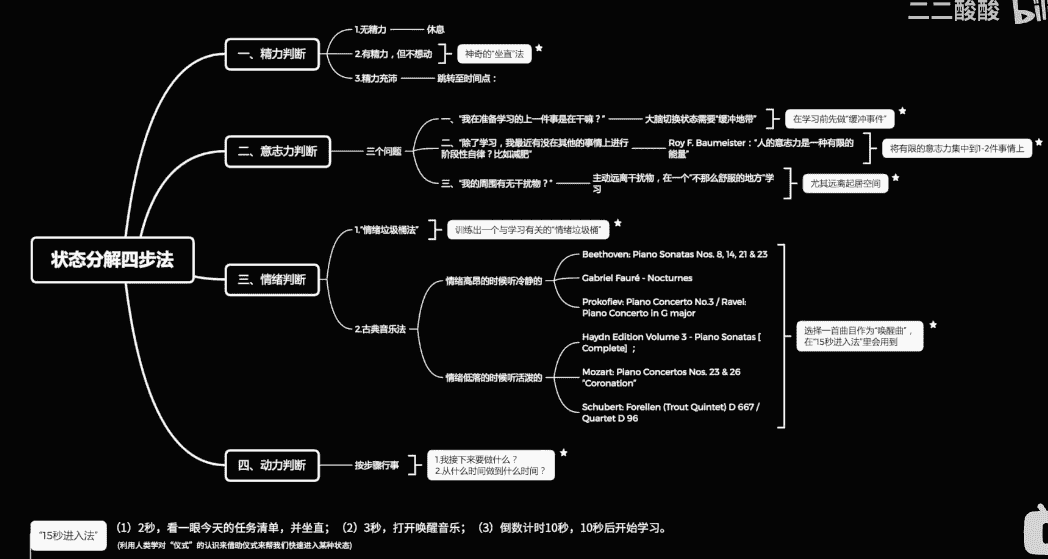 二二酸酸
状态分解四步法
一、精力判断
1.无精力
休息
2.有精力，但不想动
神奇的“坐直”法
3.精力充沛
跳转至时间点：
二、意志力判断
三个问题
一、“我在准备学习的上一件事是在干嘛？”
大脑切换状态需要“缓冲地带”
在学习前先做“缓冲事件”
二、“除了学习，我最近有没在其他的事情上进行
阶段性自律？比如减肥”
Roy F. Baumeister：“人的意志力是一种有限的
能量”
将有限的意志力集中到1-2件事情上
三、“我的周围有无干扰物？”
主动远离干扰物，在一个“不那么舒服的地方”学
习
尤其远离起居空间
三、情绪判断
1.“情绪垃圾桶法”
训练出一个与学习有关的“情绪垃圾桶”
2.古典音乐法
情绪高昂的时候听冷静的
Beethoven: Piano Sonatas Nos. 8, 14, 21 & 23
Gabriel Fauré - Nocturnes
Prokofiev: Piano Concerto No.3 / Ravel:
Piano Concerto in G major
情绪低落的时候听活泼的
Haydn Edition Volume 3 - Piano Sonatas [
Complete] ；
Mozart: Piano Concertos Nos. 23 & 26
“Coronation”
Schubert: Forellen (Trout Quintet) D 667 /
Quartet D 96
选择一首曲目作为“唤醒曲”，
在“15秒进入法”里会用到
四、动力判断
按步骤行事
1.我接下来要做什么？
2.从什么时间做到什么时间？
“15秒进入法”
（1）2秒，看一眼今天的任务清单，并坐直；（2）3秒，打开唤醒音乐；（3）倒数计时10秒，10秒后开始学习。
(利用人类学对“仪式”的认识来借助仪式来帮我们快速进入某种状态)